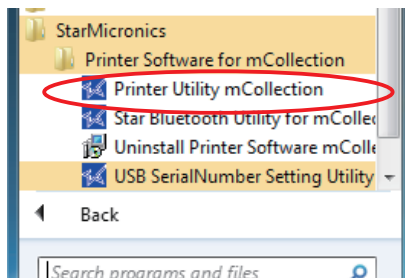 StarMicronics
Printer Software for mCollection
Printer Utility mCollection
Star Bluetooth Utility for mCollec
Uninstall Printer Software mColle
USB SerialNumber Setting Utility
Back
Search programs and files